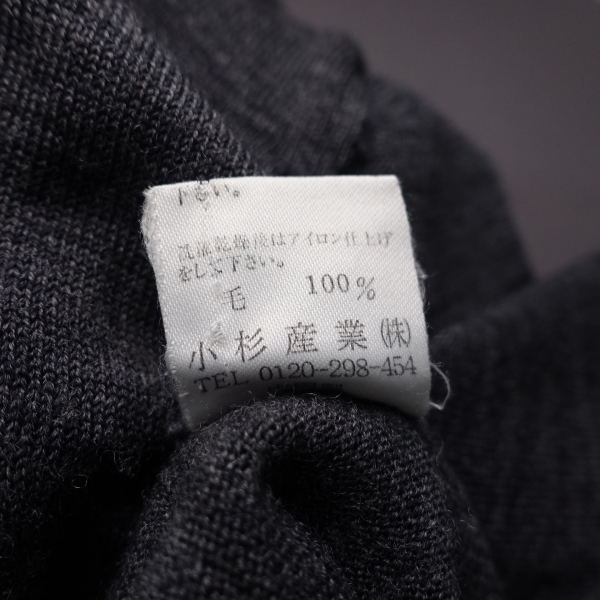 下さい。
洗濯乾燥後はアイロン仕上げ
をして下さい。
毛 100%
小杉産業(株)
TEL 0120-298-454